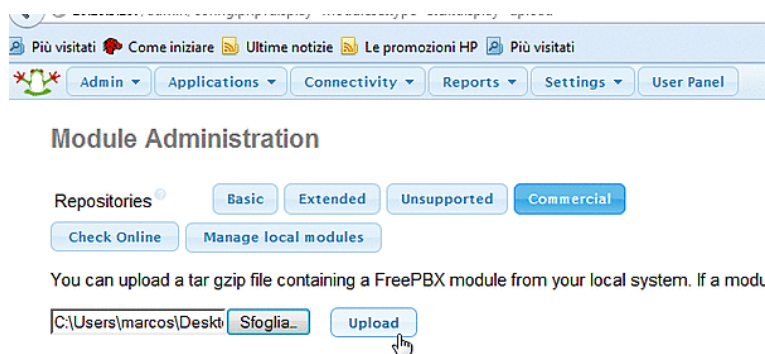 Più visitati Come iniziare Ultime notizie Le promozioni HP Più visitati
Admin Applications Connectivity Reports Settings User Panel
Module Administration
Repositories Basic Extended Unsupported Commercial
Check Online Manage local modules
You can upload a tar gzip file containing a FreePBX module from your local system. If a modu
C:\Users\marcos\Deskt Sfoglia... Upload